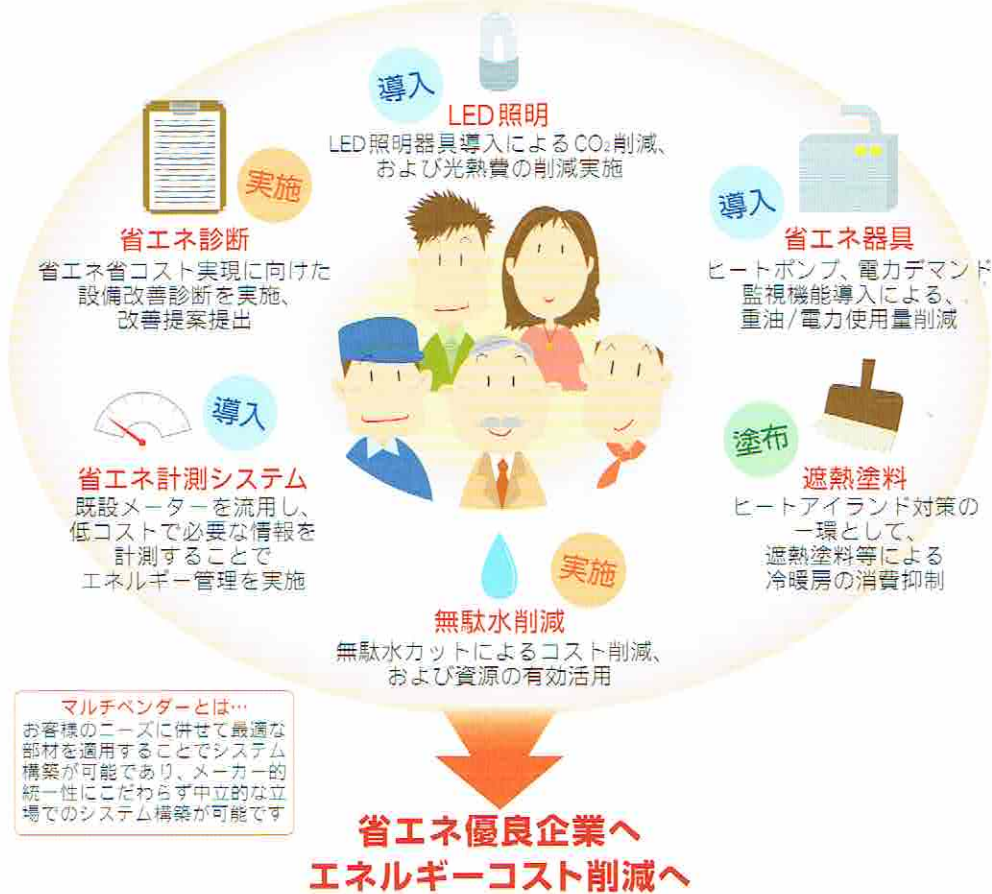 導入
LED照明
LED照明器具導入によるCO₂削減、
および光熱費の削減実施
実施
省エネ診断
省エネ省コスト実現に向けた
設備改善診断を実施、
改善提案提出
導入
省エネ器具
ヒートポンプ、電力デマンド
監視機能導入による、
重油/電力使用量削減
導入
省エネ計測システム
既設メーターを流用し、
低コストで必要な情報を
計測することで
エネルギー管理を実施
塗布
遮熱塗料
ヒートアイランド対策の
一環として、
遮熱塗料等による
冷暖房の消費抑制
実施
無駄水削減
無駄水カットによるコスト削減、
および資源の有効活用
マルチベンダーとは…
お客様のニーズに併せて最適な
部材を適用することでシステム
構築が可能であり、メーカー的
統一性にこだわらず中立的な立
場でのシステム構築が可能です
省エネ優良企業へ
エネルギーコスト削減へ